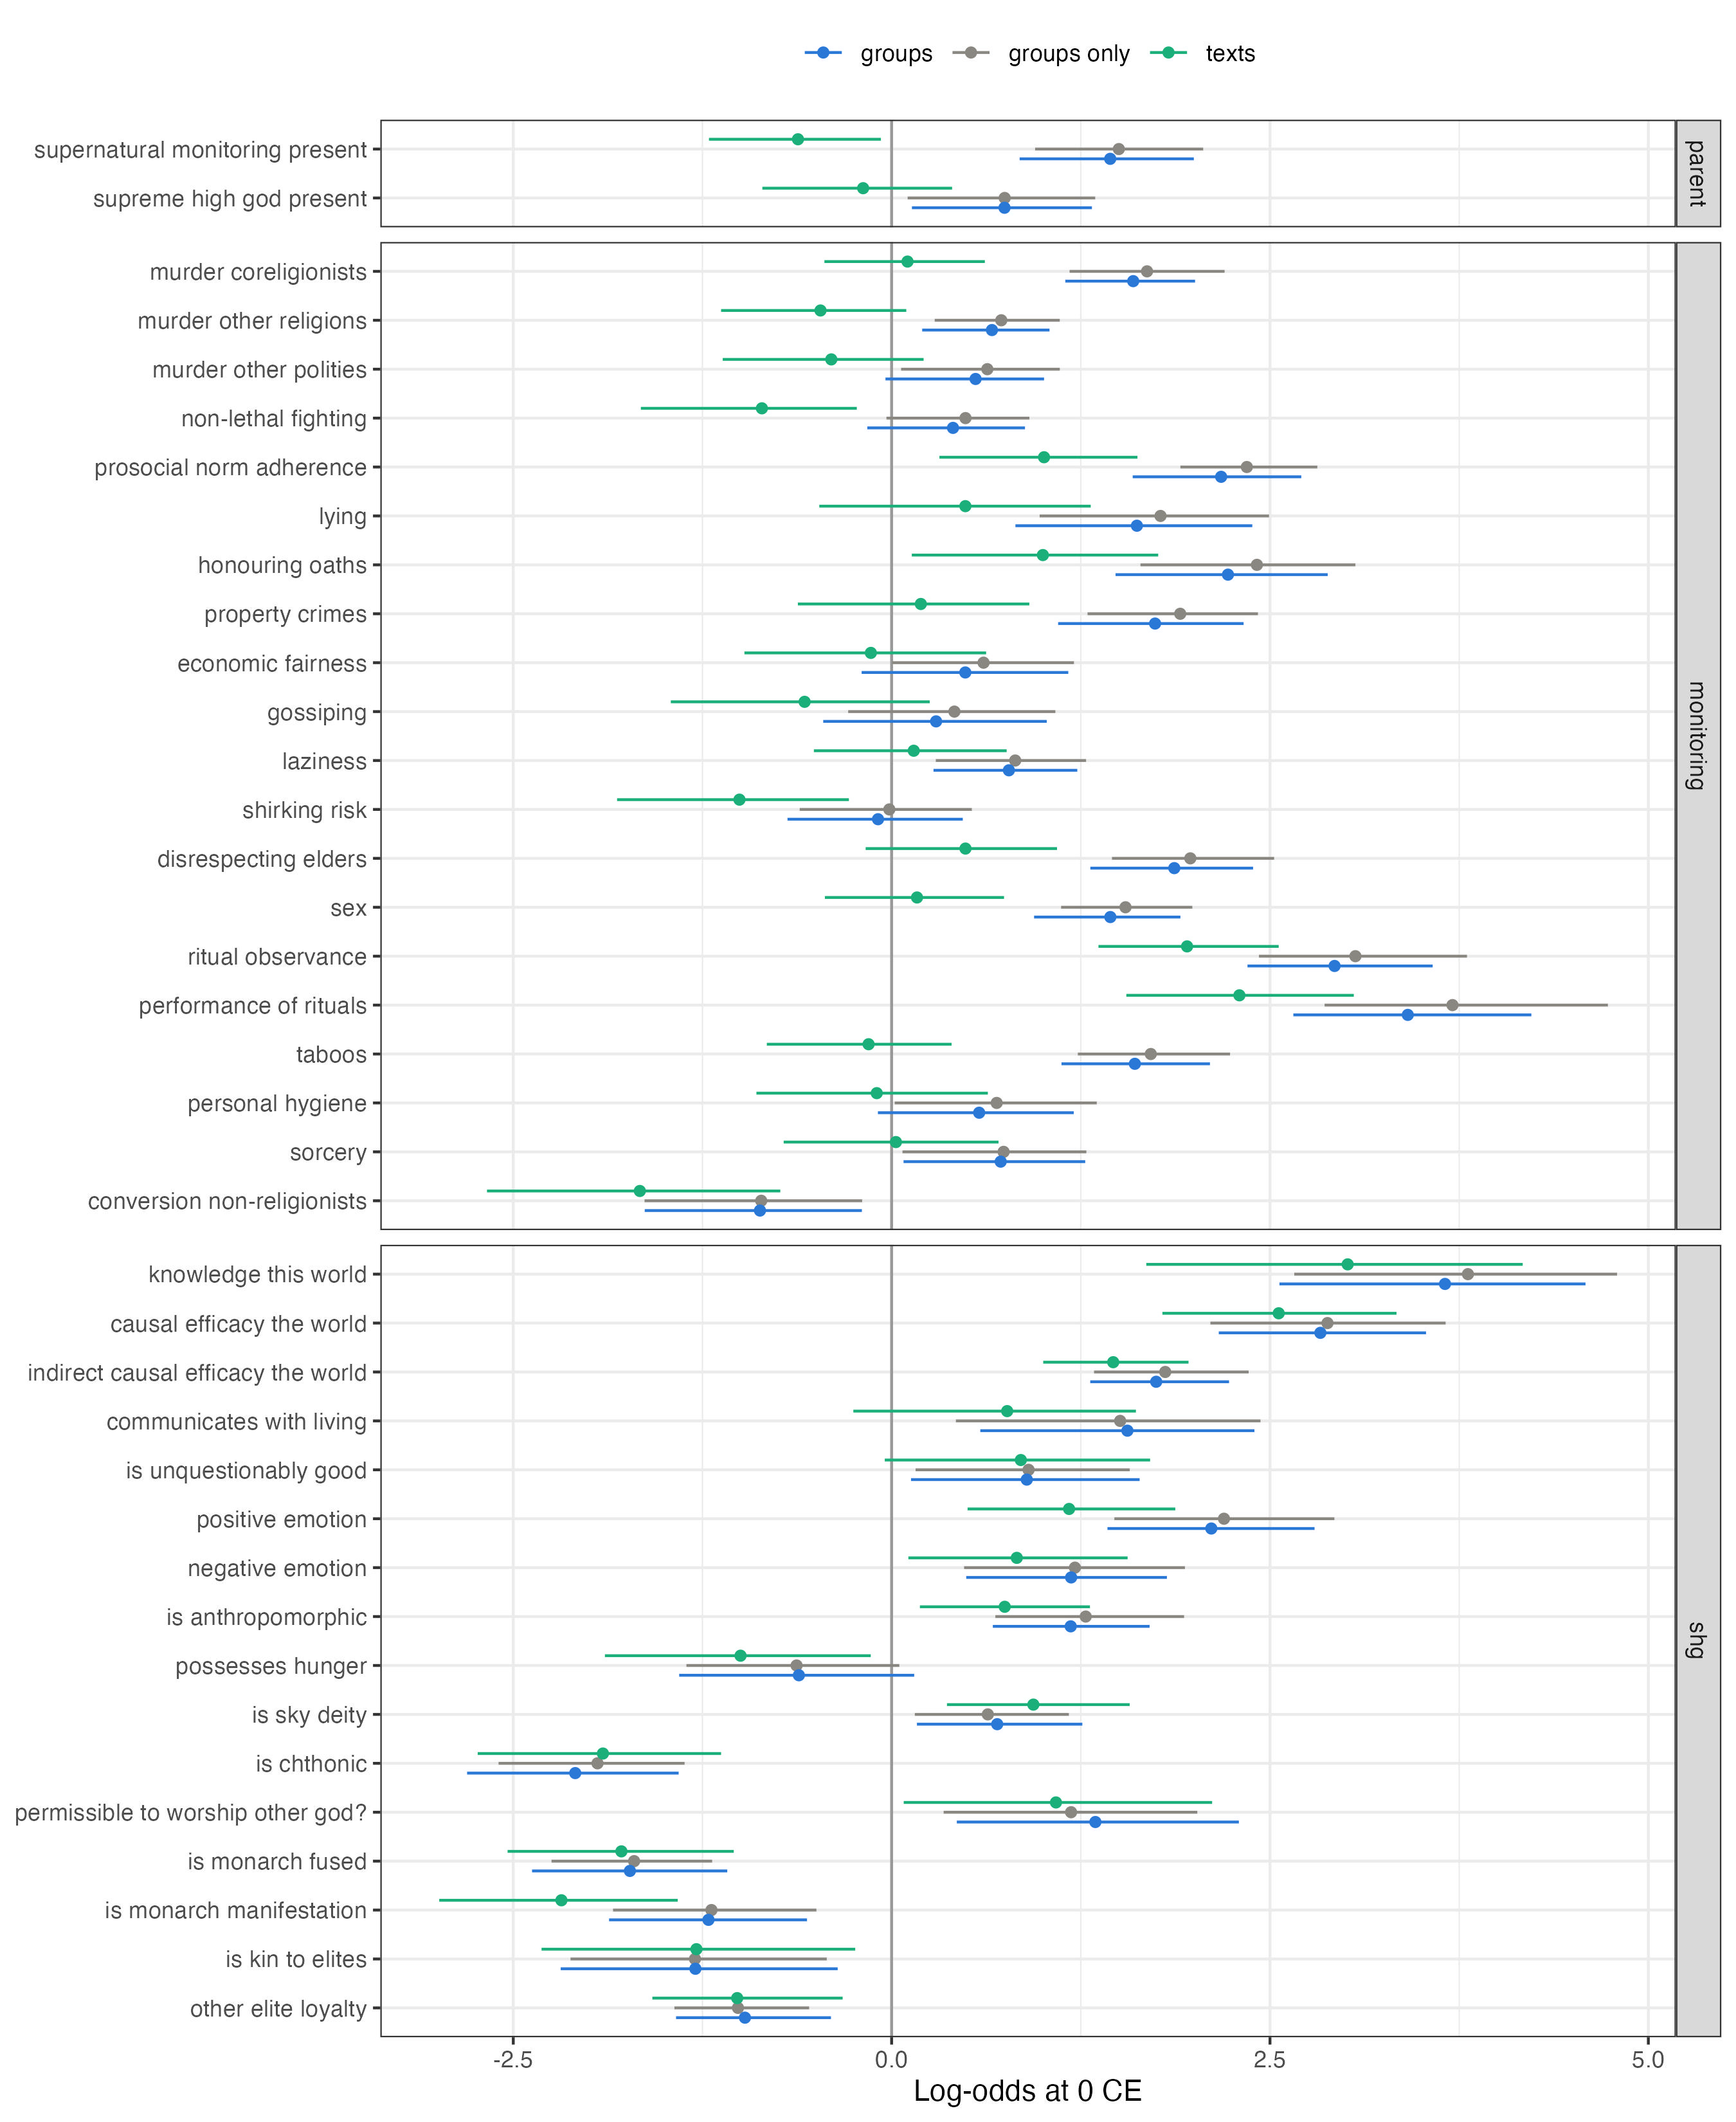 groups groups only texts
parent
supernatural monitoring present
supreme high god present
monitoring
murder coreligionists
murder other religions
murder other polities
non-lethal fighting
prosocial norm adherence
lying
honouring oaths
property crimes
economic fairness
gossiping
laziness
shirking risk
disrespecting elders
sex
ritual observance
performance of rituals
taboos
personal hygiene
sorcery
conversion non-religionists
shg
knowledge this world
causal efficacy the world
indirect causal efficacy the world
communicates with living
is unquestionably good
positive emotion
negative emotion
is anthropomorphic
possesses hunger
is sky deity
is chthonic
permissible to worship other god?
is monarch fused
is monarch manifestation
is kin to elites
other elite loyalty
-2.5 0.0 2.5 5.0
Log-odds at 0 CE